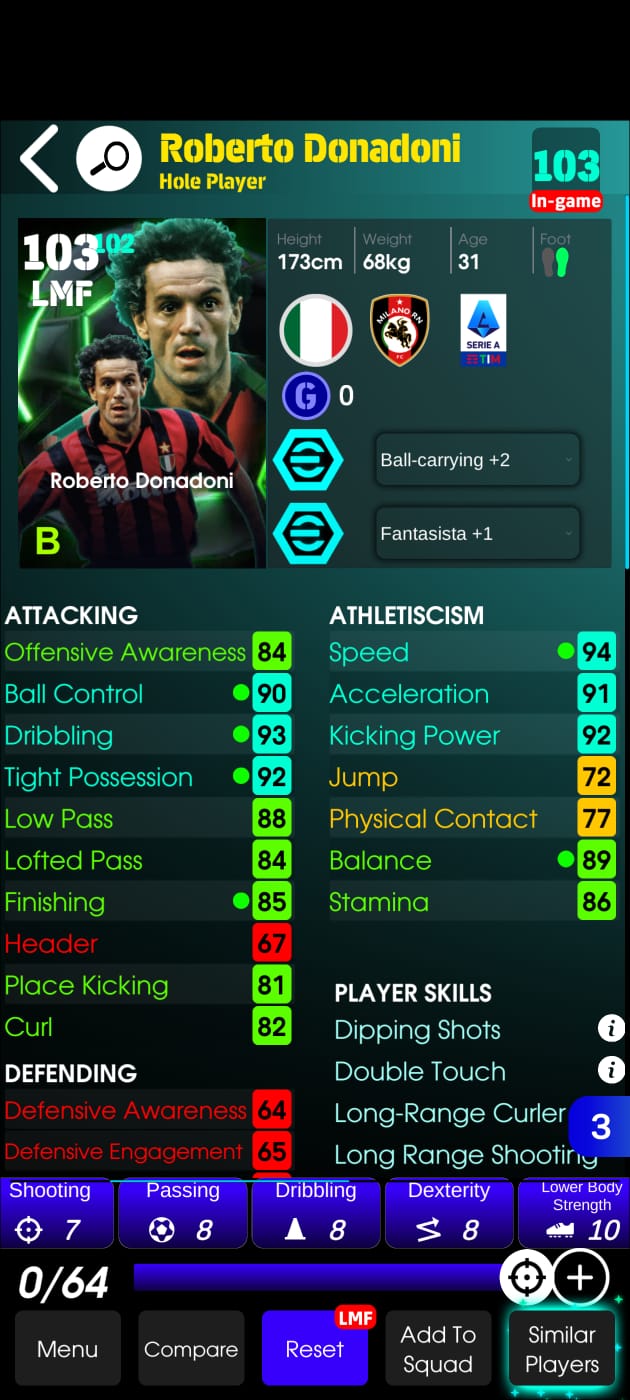 Roberto Donadoni
Hole Player
103
In-game
103 102
LMF
Roberto Donadoni
B
Height
173cm
Weight
68kg
Age
31
Foot
MILANO RN
FC
SERIE A
TIM
G 0
Ball-carrying +2
Fantasista +1
ATTACKING
Offensive Awareness 84
Ball Control 90
Dribbling 93
Tight Possession 92
Low Pass 88
Lofted Pass 84
Finishing 85
Header 67
Place Kicking 81
Curl 82
DEFENDING
Defensive Awareness 64
Defensive Engagement 65
ATHLETISCISM
Speed 94
Acceleration 91
Kicking Power 92
Jump 72
Physical Contact 77
Balance 89
Stamina 86
PLAYER SKILLS
Dipping Shots i
Double Touch i
Long-Range Curler
Long Range Shooting
3
Shooting
7
Passing
8
Dribbling
8
Dexterity
8
Lower Body
Strength
10
0/64
Menu
Compare
Reset
LMF
Add To
Squad
Similar
Players